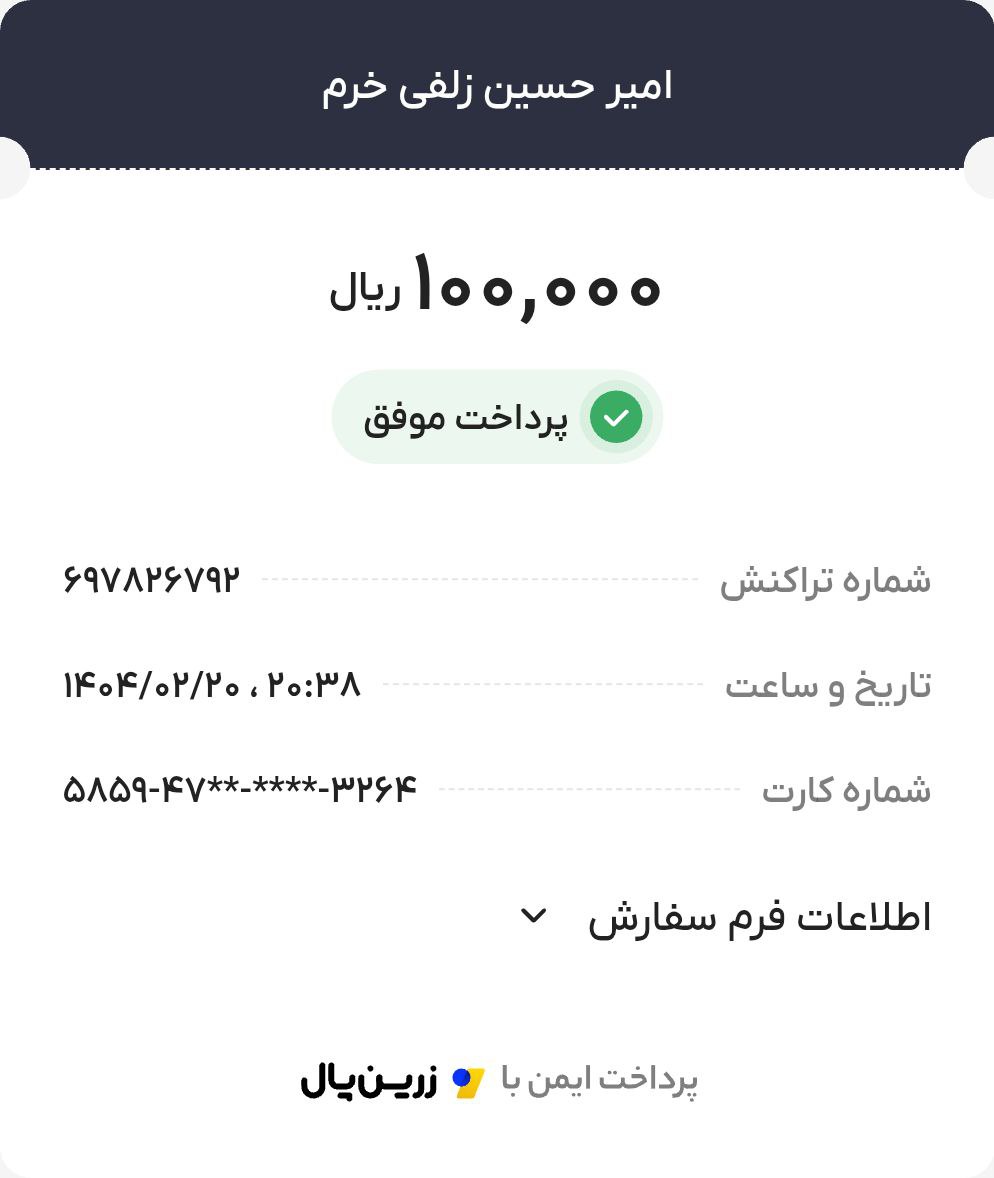 امیر حسین زلفی خرم
۱۰۰,۰۰۰ ریال
پرداخت موفق
شماره تراکنش ۶۹۷۸۲۶۷۹۲
تاریخ و ساعت ۱۴۰۴/۰۲/۲۰ ، ۲۰:۳۸
شماره کارت ۵۸۵۹-۴۷**-****-۳۲۶۴
اطلاعات فرم سفارش
پرداخت ایمن با زرین‌پال